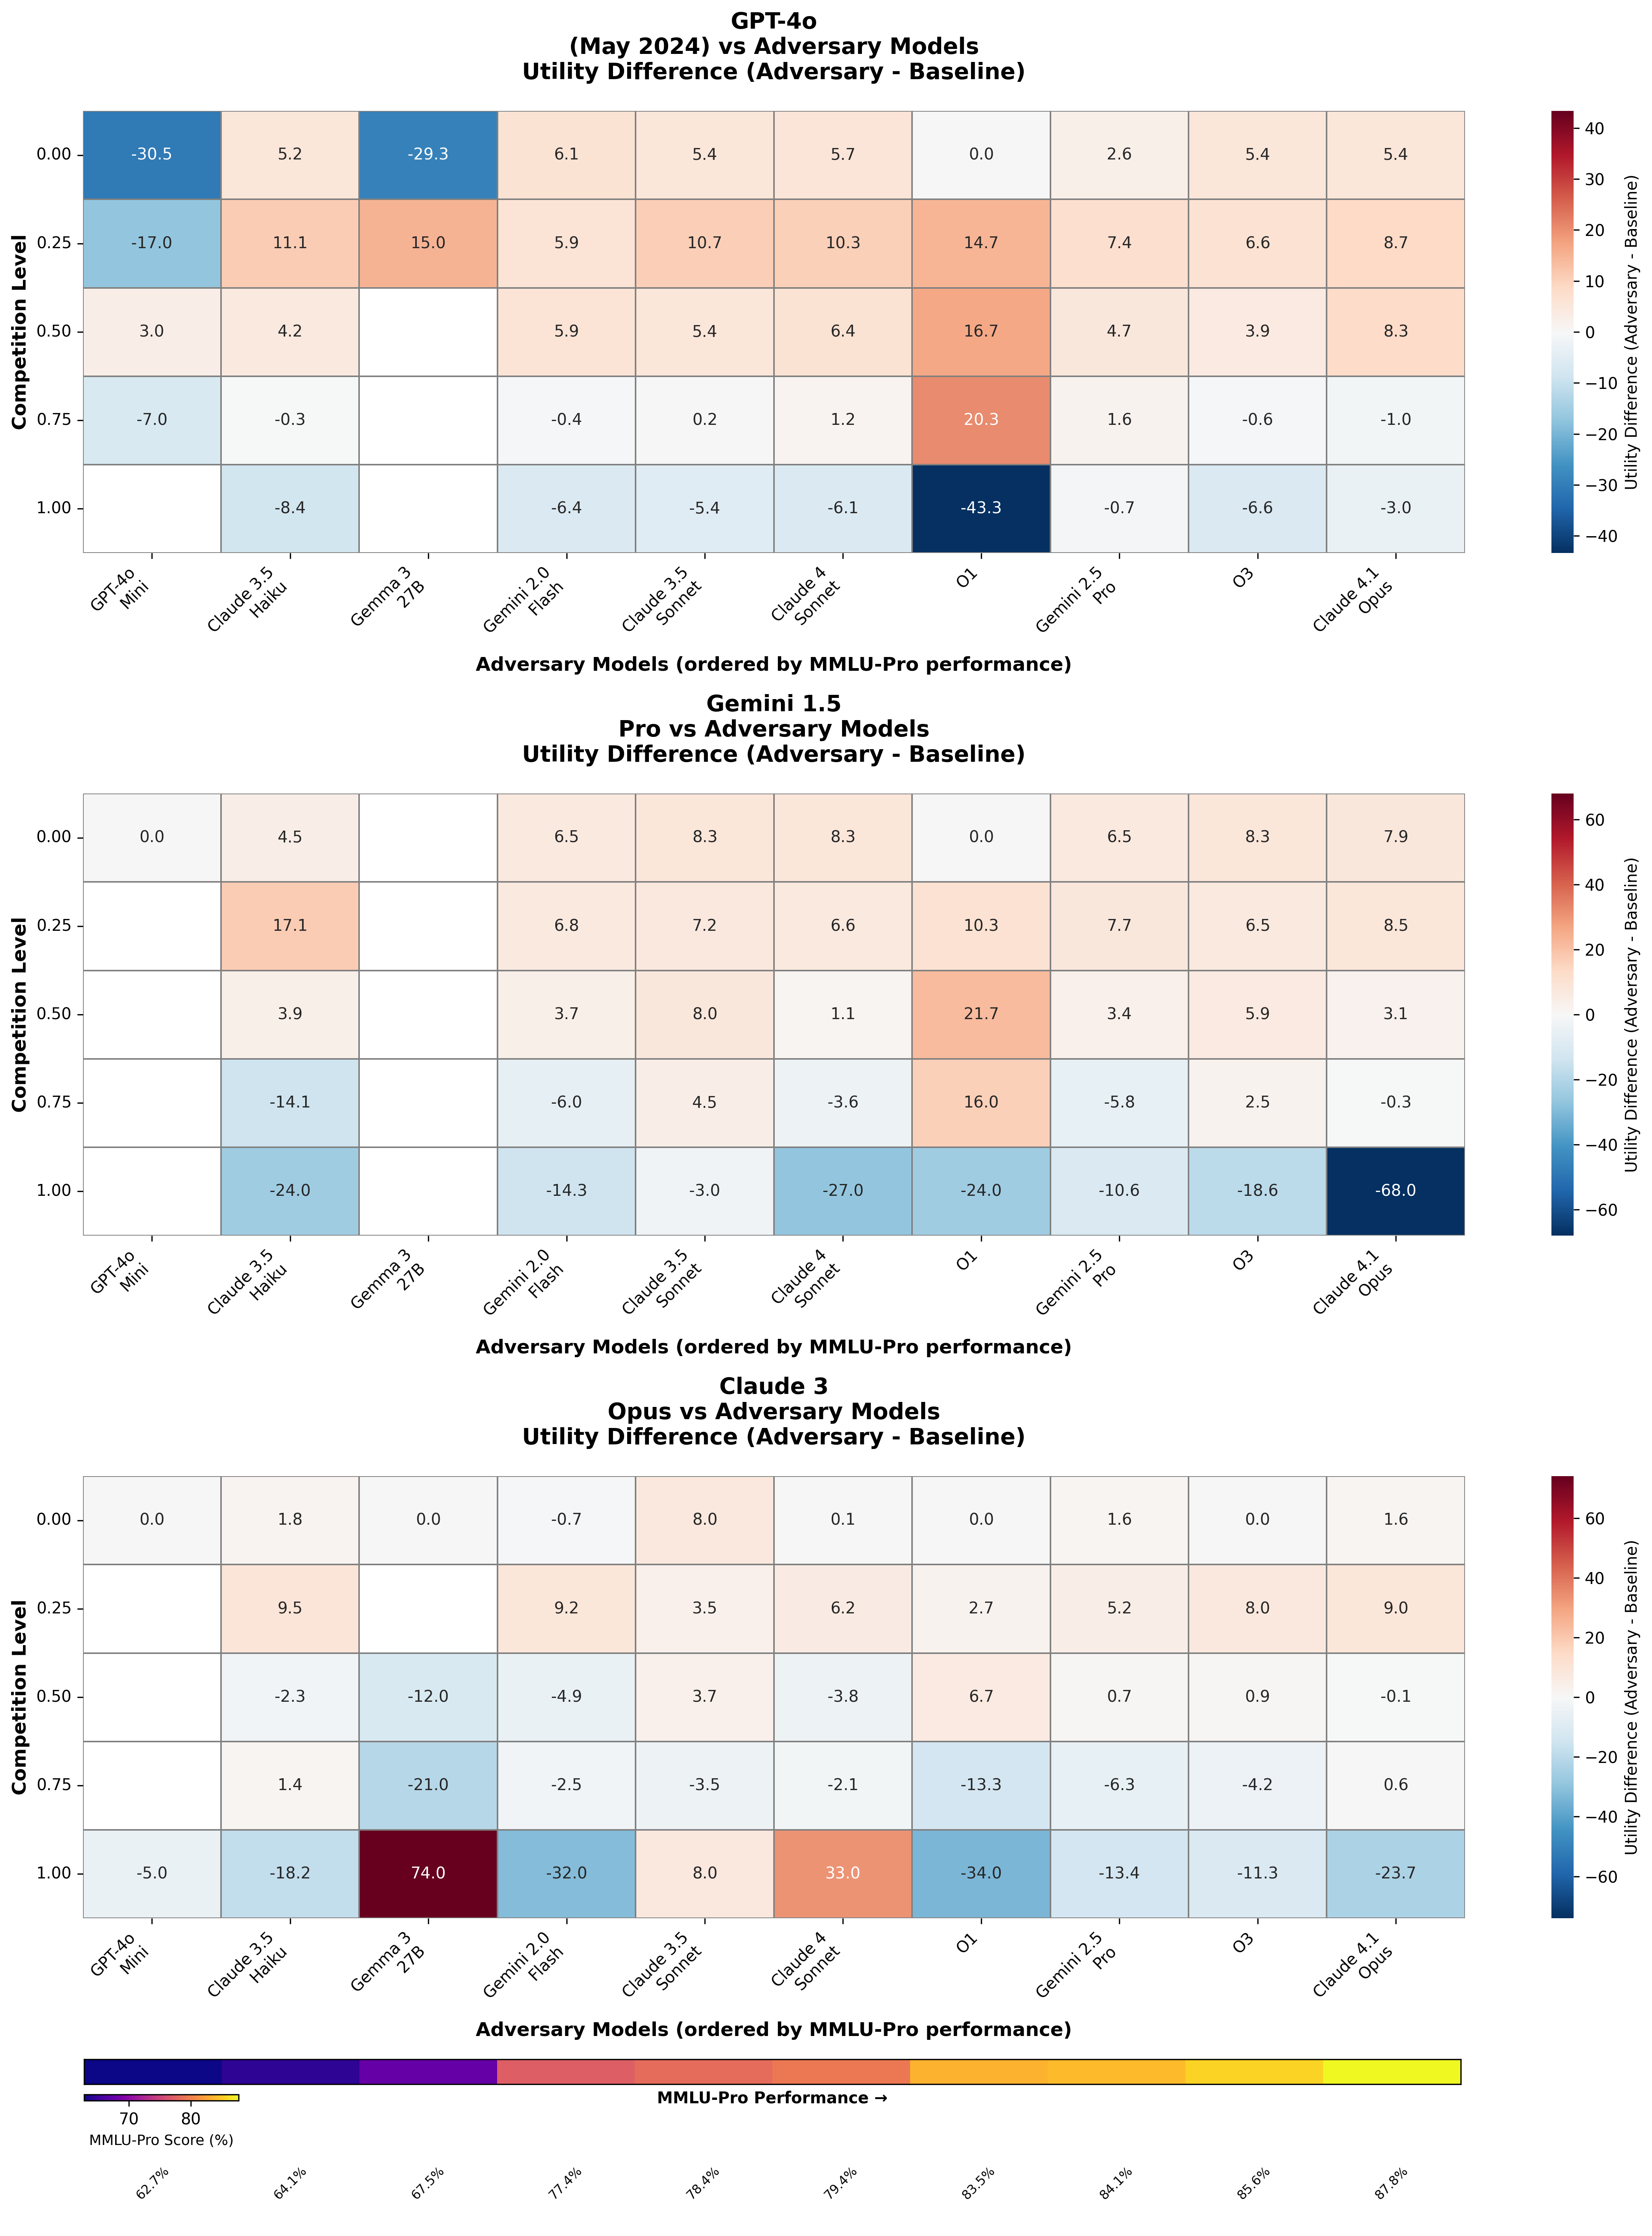 GPT-4o
(May 2024) vs Adversary Models
Utility Difference (Adversary - Baseline)
Competition Level
0.00 -30.5 5.2 -29.3 6.1 5.4 5.7 0.0 2.6 5.4 5.4
0.25 -17.0 11.1 15.0 5.9 10.7 10.3 14.7 7.4 6.6 8.7
0.50 3.0 4.2 5.9 5.4 6.4 16.7 4.7 3.9 8.3
0.75 -7.0 -0.3 -0.4 0.2 1.2 20.3 1.6 -0.6 -1.0
1.00 -8.4 -6.4 -5.4 -6.1 -43.3 -0.7 -6.6 -3.0
40
30
20
10
0
−10
−20
−30
−40
Utility Difference (Adversary - Baseline)
GPT-4o
Mini
Claude 3.5
Haiku
Gemma 3
27B
Gemini 2.0
Flash
Claude 3.5
Sonnet
Claude 4
Sonnet
O1
Gemini 2.5
Pro
O3
Claude 4.1
Opus
Adversary Models (ordered by MMLU-Pro performance)
Gemini 1.5
Pro vs Adversary Models
Utility Difference (Adversary - Baseline)
Competition Level
0.00 0.0 4.5 6.5 8.3 8.3 0.0 6.5 8.3 7.9
0.25 17.1 6.8 7.2 6.6 10.3 7.7 6.5 8.5
0.50 3.9 3.7 8.0 1.1 21.7 3.4 5.9 3.1
0.75 -14.1 -6.0 4.5 -3.6 16.0 -5.8 2.5 -0.3
1.00 -24.0 -14.3 -3.0 -27.0 -24.0 -10.6 -18.6 -68.0
60
40
20
0
−20
−40
−60
Utility Difference (Adversary - Baseline)
GPT-4o
Mini
Claude 3.5
Haiku
Gemma 3
27B
Gemini 2.0
Flash
Claude 3.5
Sonnet
Claude 4
Sonnet
O1
Gemini 2.5
Pro
O3
Claude 4.1
Opus
Adversary Models (ordered by MMLU-Pro performance)
Claude 3
Opus vs Adversary Models
Utility Difference (Adversary - Baseline)
Competition Level
0.00 0.0 1.8 0.0 -0.7 8.0 0.1 0.0 1.6 0.0 1.6
0.25 9.5 9.2 3.5 6.2 2.7 5.2 8.0 9.0
0.50 -2.3 -12.0 -4.9 3.7 -3.8 6.7 0.7 0.9 -0.1
0.75 1.4 -21.0 -2.5 -3.5 -2.1 -13.3 -6.3 -4.2 0.6
1.00 -5.0 -18.2 74.0 -32.0 8.0 33.0 -34.0 -13.4 -11.3 -23.7
60
40
20
0
−20
−40
−60
Utility Difference (Adversary - Baseline)
GPT-4o
Mini
Claude 3.5
Haiku
Gemma 3
27B
Gemini 2.0
Flash
Claude 3.5
Sonnet
Claude 4
Sonnet
O1
Gemini 2.5
Pro
O3
Claude 4.1
Opus
Adversary Models (ordered by MMLU-Pro performance)
MMLU-Pro Performance →
70 80
MMLU-Pro Score (%)
62.7% 64.1% 67.5% 77.4% 78.4% 79.4% 83.5% 84.1% 85.6% 87.8%